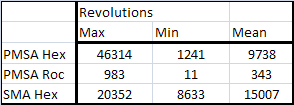 Revolutions
Max Min Mean
PMSA Hex 46314 1241 9738
PMSA Roc 983 11 343
SMA Hex 20352 8633 15007